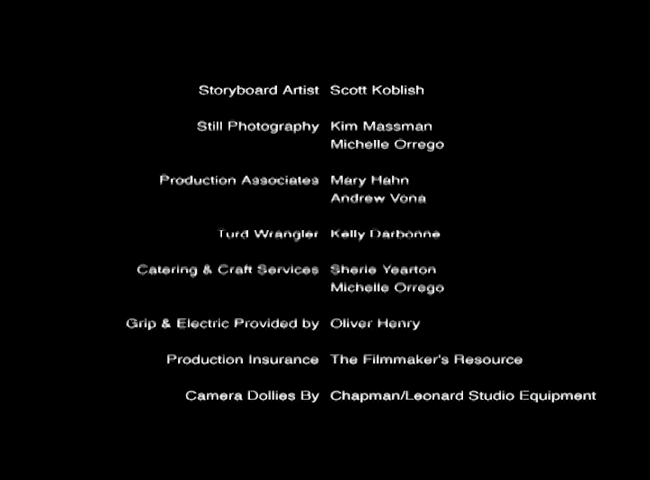 Storyboard Artist Scott Koblish
Still Photography Kim Massman
Michelle Orrego
Production Associates Mary Hahn
Andrew Vona
Turd Wrangler Kelly Darbonne
Catering & Craft Services Sherie Yearton
Michelle Orrego
Grip & Electric Provided by Oliver Henry
Production Insurance The Filmmaker's Resource
Camera Dollies By Chapman/Leonard Studio Equipment